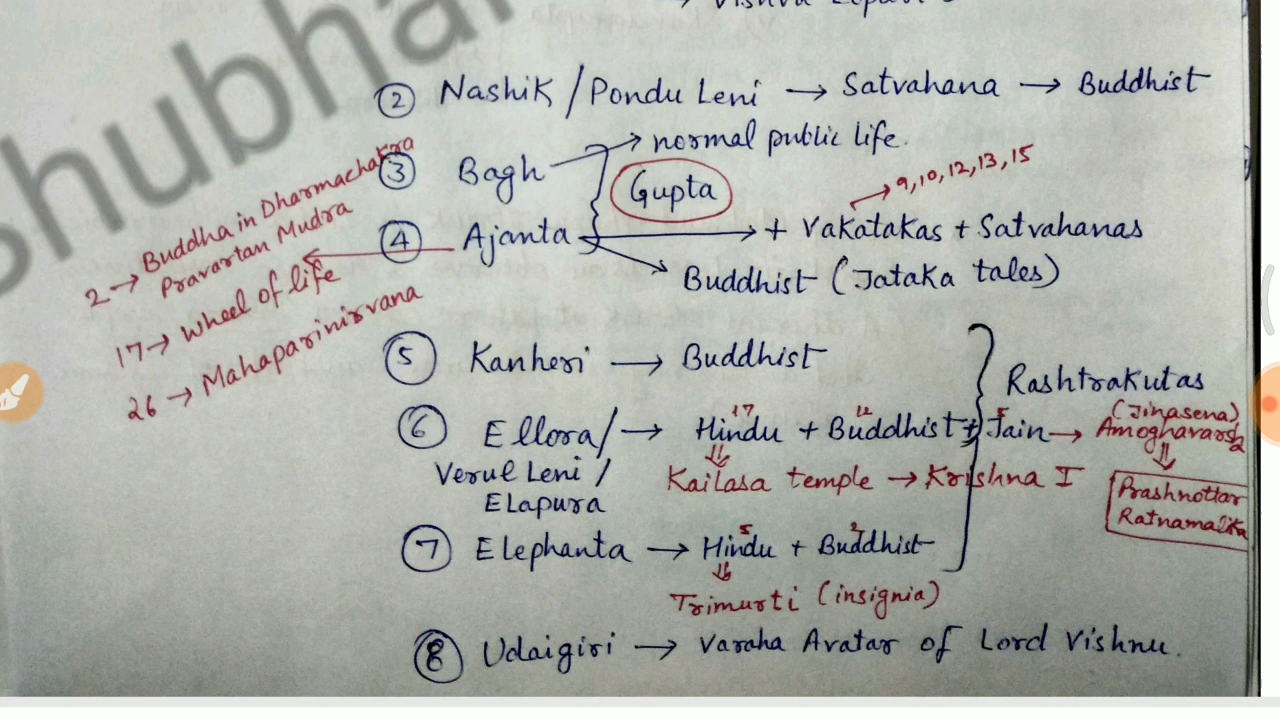 ② Nashik / Pondu Leni → Satvahana → Buddhist
③ Bagh → normal public life.
Gupta
→ 9, 10, 12, 13, 15
④ Ajanta → + Vakatakas + Satvahanas
Buddhist (Jataka tales)
2 → Buddha in Dharmachakra
Pravartan Mudra
17 → Wheel of life
26 → Mahaparinirvana
⑤ Kanheri → Buddhist
Rashtrakutas
17 12 5
⑥ Ellora / → Hindu + Buddhist + Jain → Amoghavarsh
(Jinasena)
Verul Leni /
Elapura
Kailasa temple → Krishna I
Prashnottar
Ratnamalika
5 2
⑦ Elephanta → Hindu + Buddhist
Trimurti (insignia)
⑧ Udaigiri → Varaha Avatar of Lord Vishnu.
shubha